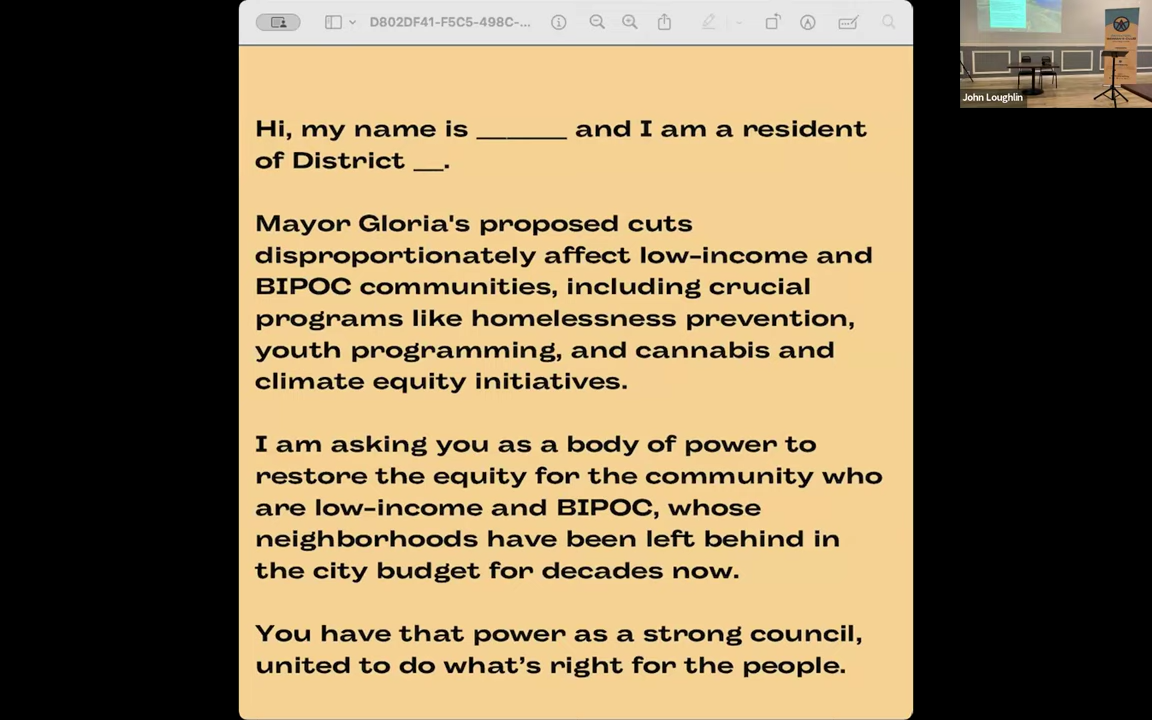 D802DF41-F5C5-498C-...
John Loughlin
Hi, my name is ______ and I am a resident
of District __.
Mayor Gloria's proposed cuts
disproportionately affect low-income and
BIPOC communities, including crucial
programs like homelessness prevention,
youth programming, and cannabis and
climate equity initiatives.
I am asking you as a body of power to
restore the equity for the community who
are low-income and BIPOC, whose
neighborhoods have been left behind in
the city budget for decades now.
You have that power as a strong council,
united to do what’s right for the people.